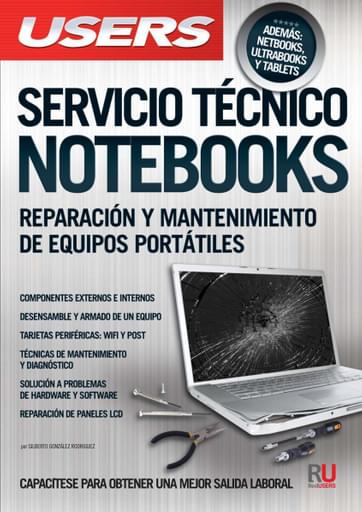 USERS
★★★★★
ADEMÁS:
NETBOOKS,
ULTRABOOKS
Y TABLETS
SERVICIO TÉCNICO
NOTEBOOKS
REPARACIÓN Y MANTENIMIENTO
DE EQUIPOS PORTÁTILES
COMPONENTES EXTERNOS E INTERNOS
DESENSAMBLE Y ARMADO DE UN EQUIPO
TARJETAS PERIFÉRICAS: WIFI Y POST
TÉCNICAS DE MANTENIMIENTO
Y DIAGNÓSTICO
SOLUCIÓN A PROBLEMAS
DE HARDWARE Y SOFTWARE
REPARACIÓN DE PANELES LCD
por GILBERTO GONZÁLEZ RODRÍGUEZ
RU
RedUSERS
CAPACÍTESE PARA OBTENER UNA MEJOR SALIDA LABORAL